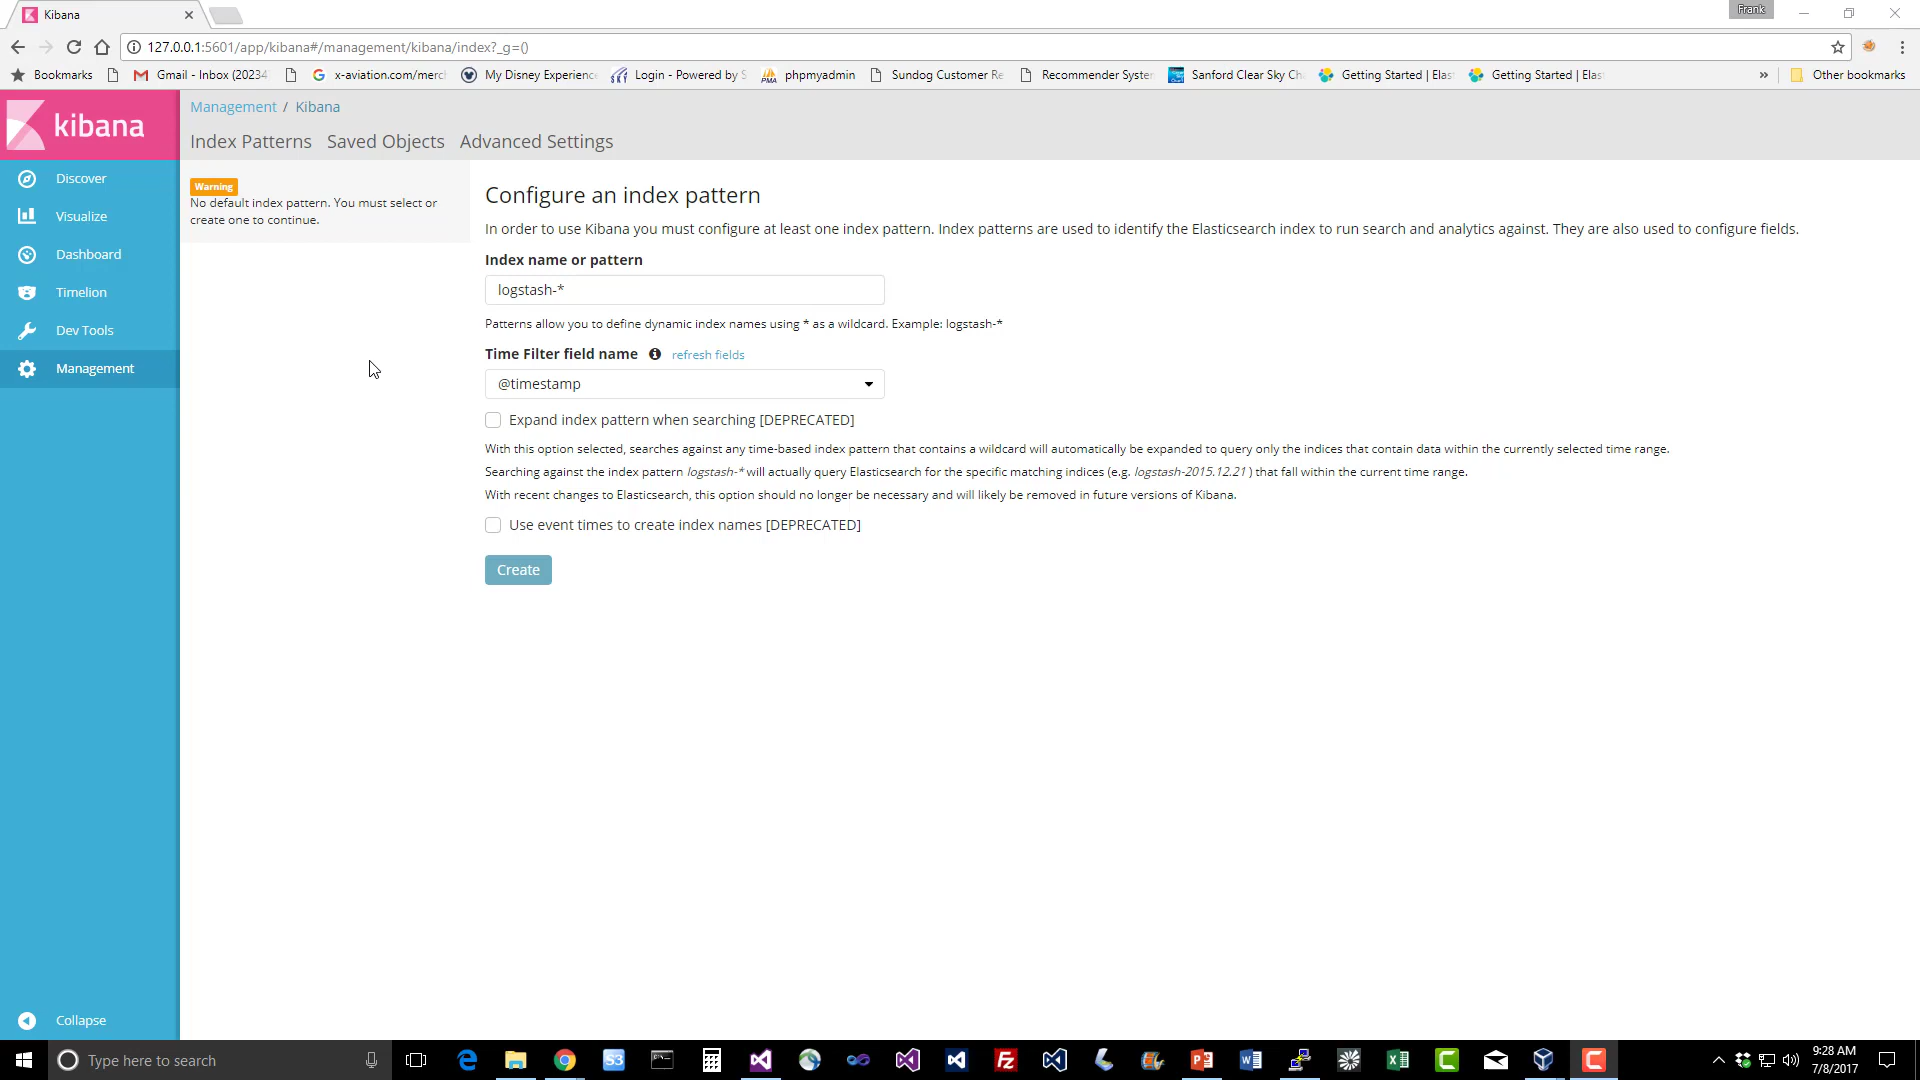 Kibana
Frank
127.0.0.1:5601/app/kibana#/management/kibana/index?_g=()
Bookmarks
Gmail - Inbox (20234
x-aviation.com/merc
My Disney Experienc
Login - Powered by S
phpmyadmin
Sundog Customer Re
Recommender System
Sanford Clear Sky Ch
Getting Started | Elas
Getting Started | Elas
»
Other bookmarks
kibana
Management / Kibana
Index Patterns Saved Objects Advanced Settings
Discover
Visualize
Dashboard
Timelion
Dev Tools
Management
Collapse
Warning
No default index pattern. You must select or
create one to continue.
Configure an index pattern
In order to use Kibana you must configure at least one index pattern. Index patterns are used to identify the Elasticsearch index to run search and analytics against. They are also used to configure fields.
Index name or pattern
logstash-*
Patterns allow you to define dynamic index names using * as a wildcard. Example: logstash-*
Time Filter field name refresh fields
@timestamp
Expand index pattern when searching [DEPRECATED]
With this option selected, searches against any time-based index pattern that contains a wildcard will automatically be expanded to query only the indices that contain data within the currently selected time range.
Searching against the index pattern logstash-* will actually query Elasticsearch for the specific matching indices (e.g. logstash-2015.12.21 ) that fall within the current time range.
With recent changes to Elasticsearch, this option should no longer be necessary and will likely be removed in future versions of Kibana.
Use event times to create index names [DEPRECATED]
Create
Type here to search
9:28 AM
7/8/2017